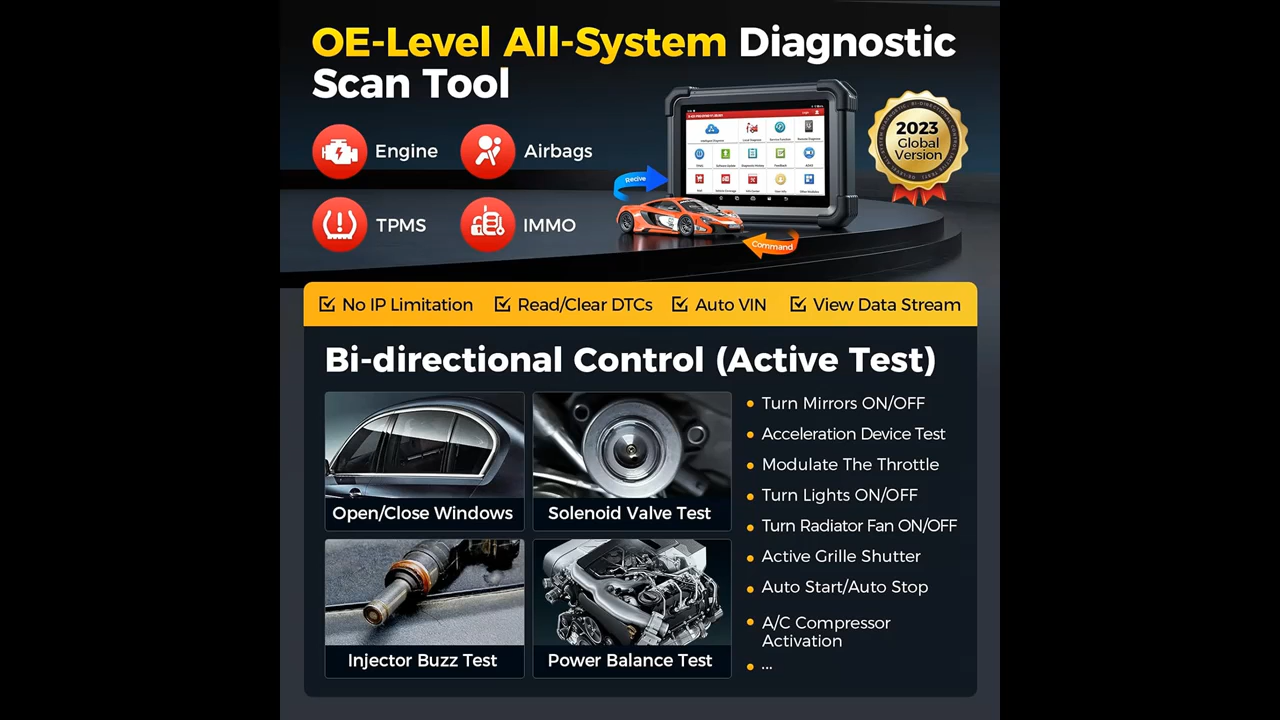 OE-Level All-System Diagnostic
Scan Tool
Engine
Airbags
TPMS
IMMO
Recive
Command
2023
Global
Version
No IP Limitation
Read/Clear DTCs
Auto VIN
View Data Stream
Bi-directional Control (Active Test)
Open/Close Windows
Solenoid Valve Test
Injector Buzz Test
Power Balance Test
Turn Mirrors ON/OFF
Acceleration Device Test
Modulate The Throttle
Turn Lights ON/OFF
Turn Radiator Fan ON/OFF
Active Grille Shutter
Auto Start/Auto Stop
A/C Compressor
Activation
...